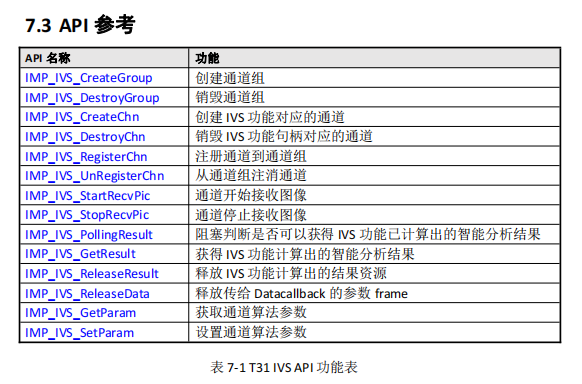 7.3 API 参考
API 名称 功能
IMP_IVS_CreateGroup 创建通道组
IMP_IVS_DestroyGroup 销毁通道组
IMP_IVS_CreateChn 创建 IVS 功能对应的通道
IMP_IVS_DestroyChn 销毁 IVS 功能句柄对应的通道
IMP_IVS_RegisterChn 注册通道到通道组
IMP_IVS_UnRegisterChn 从通道组注消通道
IMP_IVS_StartRecvPic 通道开始接收图像
IMP_IVS_StopRecvPic 通道停止接收图像
IMP_IVS_PollingResult 阻塞判断是否可以获得 IVS 功能已计算出的智能分析结果
IMP_IVS_GetResult 获得 IVS 功能计算出的智能分析结果
IMP_IVS_ReleaseResult 释放 IVS 功能计算出的结果资源
IMP_IVS_ReleaseData 释放传给 Datacallback 的参数 frame
IMP_IVS_GetParam 获取通道算法参数
IMP_IVS_SetParam 设置通道算法参数
表 7-1 T31 IVS API 功能表